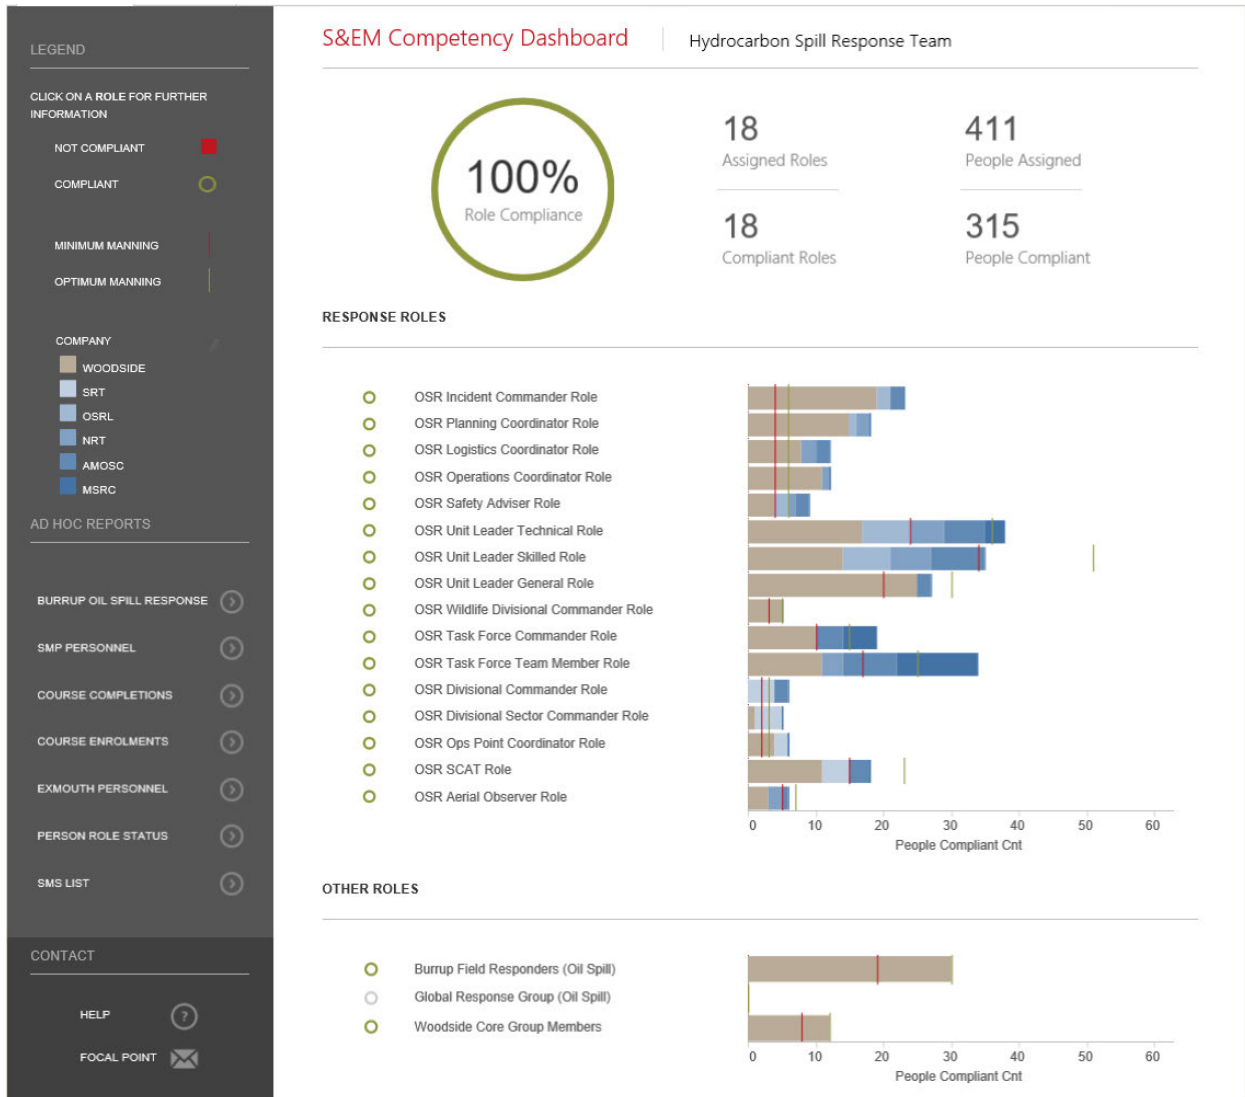 LEGEND
CLICK ON A ROLE FOR FURTHER
INFORMATION
NOT COMPLIANT
COMPLIANT
MINIMUM MANNING
OPTIMUM MANNING
COMPANY
WOODSIDE
SRT
OSRL
NRT
AMOSC
MSRC
AD HOC REPORTS
BURRUP OIL SPILL RESPONSE
SMP PERSONNEL
COURSE COMPLETIONS
COURSE ENROLMENTS
EXMOUTH PERSONNEL
PERSON ROLE STATUS
SMS LIST
CONTACT
HELP
?
FOCAL POINT
S&EM Competency Dashboard
Hydrocarbon Spill Response Team
100%
Role Compliance
18
Assigned Roles
411
People Assigned
18
Compliant Roles
315
People Compliant
RESPONSE ROLES
OSR Incident Commander Role
OSR Planning Coordinator Role
OSR Logistics Coordinator Role
OSR Operations Coordinator Role
OSR Safety Adviser Role
OSR Unit Leader Technical Role
OSR Unit Leader Skilled Role
OSR Unit Leader General Role
OSR Wildlife Divisional Commander Role
OSR Task Force Commander Role
OSR Task Force Team Member Role
OSR Divisional Commander Role
OSR Divisional Sector Commander Role
OSR Ops Point Coordinator Role
OSR SCAT Role
OSR Aerial Observer Role
0 10 20 30 40 50 60
People Compliant Cnt
OTHER ROLES
Burrup Field Responders (Oil Spill)
Global Response Group (Oil Spill)
Woodside Core Group Members
0 10 20 30 40 50 60
People Compliant Cnt